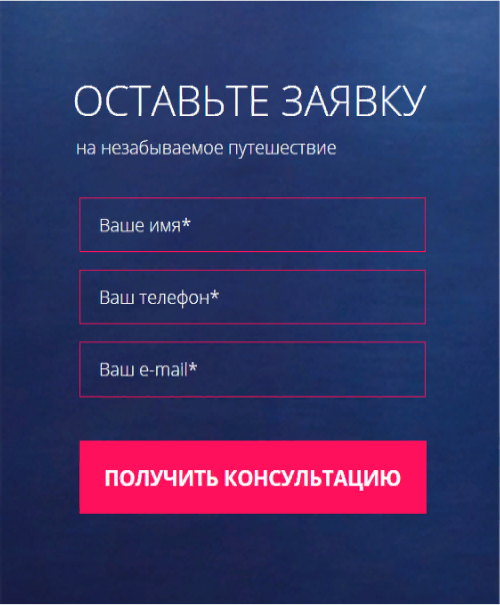 ОСТАВЬТЕ ЗАЯВКУ
на незабываемое путешествие
Ваше имя*
Ваш телефон*
Ваш e-mail*
ПОЛУЧИТЬ КОНСУЛЬТАЦИЮ